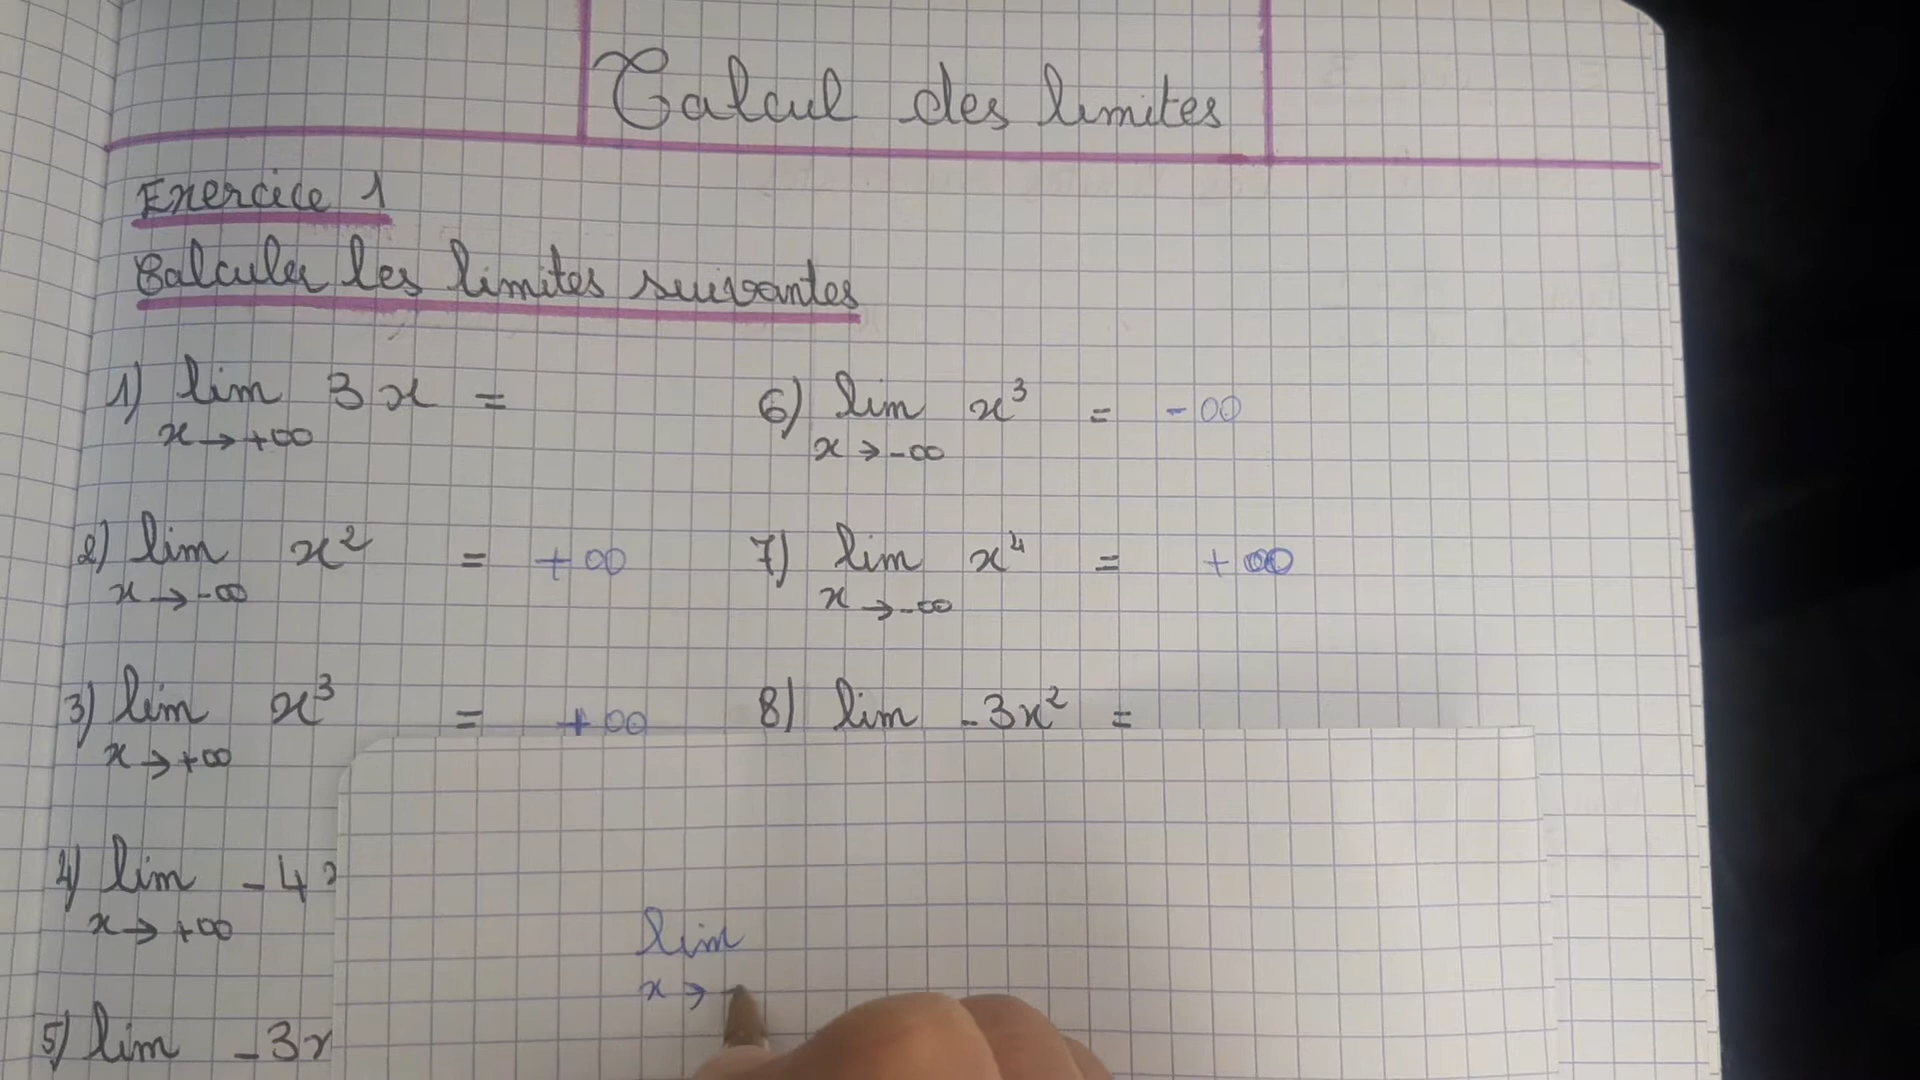 Calcul des limites
Exercice 1
Calculer les limites suivantes
1) lim 3x =
x→+∞
6) lim x³ = -∞
x→-∞
2) lim x² = +∞
x→-∞
7) lim x⁴ = +∞
x→-∞
3) lim x³ = +∞
x→+∞
8) lim -3x² =
4) lim -4
x→+∞
5) lim -3x
lim
x→